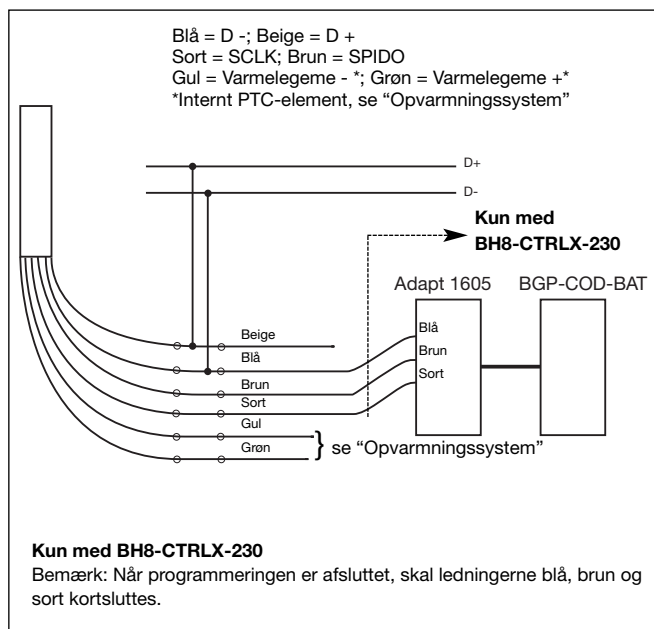 Blå = D -; Beige = D +
Sort = SCLK; Brun = SPIDO
Gul = Varmelegeme - *; Grøn = Varmelegeme +*
*Internt PTC-element, se “Opvarmningssystem”
D+
D-
Kun med
BH8-CTRLX-230
Adapt 1605
BGP-COD-BAT
Beige
Blå
Brun
Sort
Gul
Grøn
Blå
Brun
Sort
} se “Opvarmningssystem”
Kun med BH8-CTRLX-230
Bemærk: Når programmeringen er afsluttet, skal ledningerne blå, brun og
sort kortsluttes.